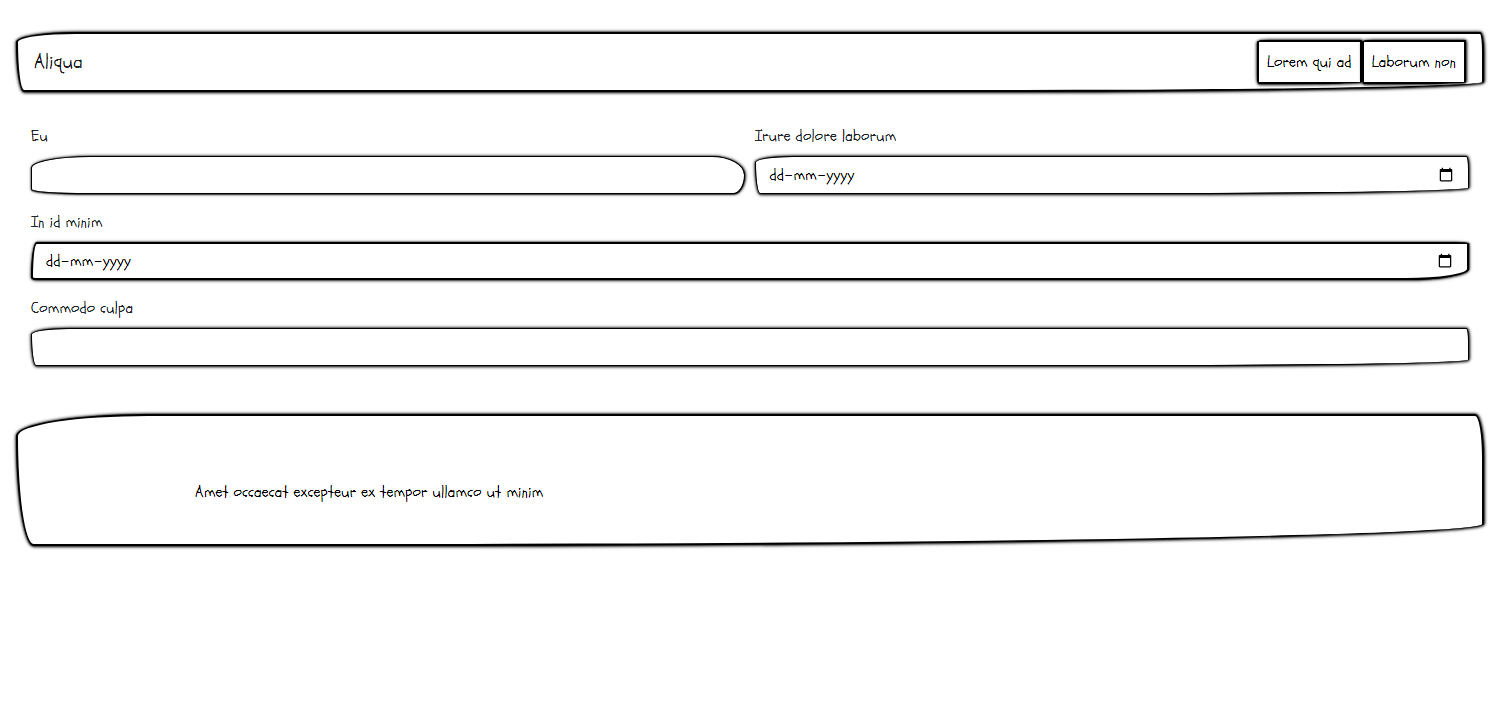 Aliqua
Lorem qui ad
Laborum non
Eu
Irure dolore laborum
dd-mm-yyyy
In id minim
dd-mm-yyyy
Commodo culpa
Amet occaecat excepteur ex tempor ullamco ut minim